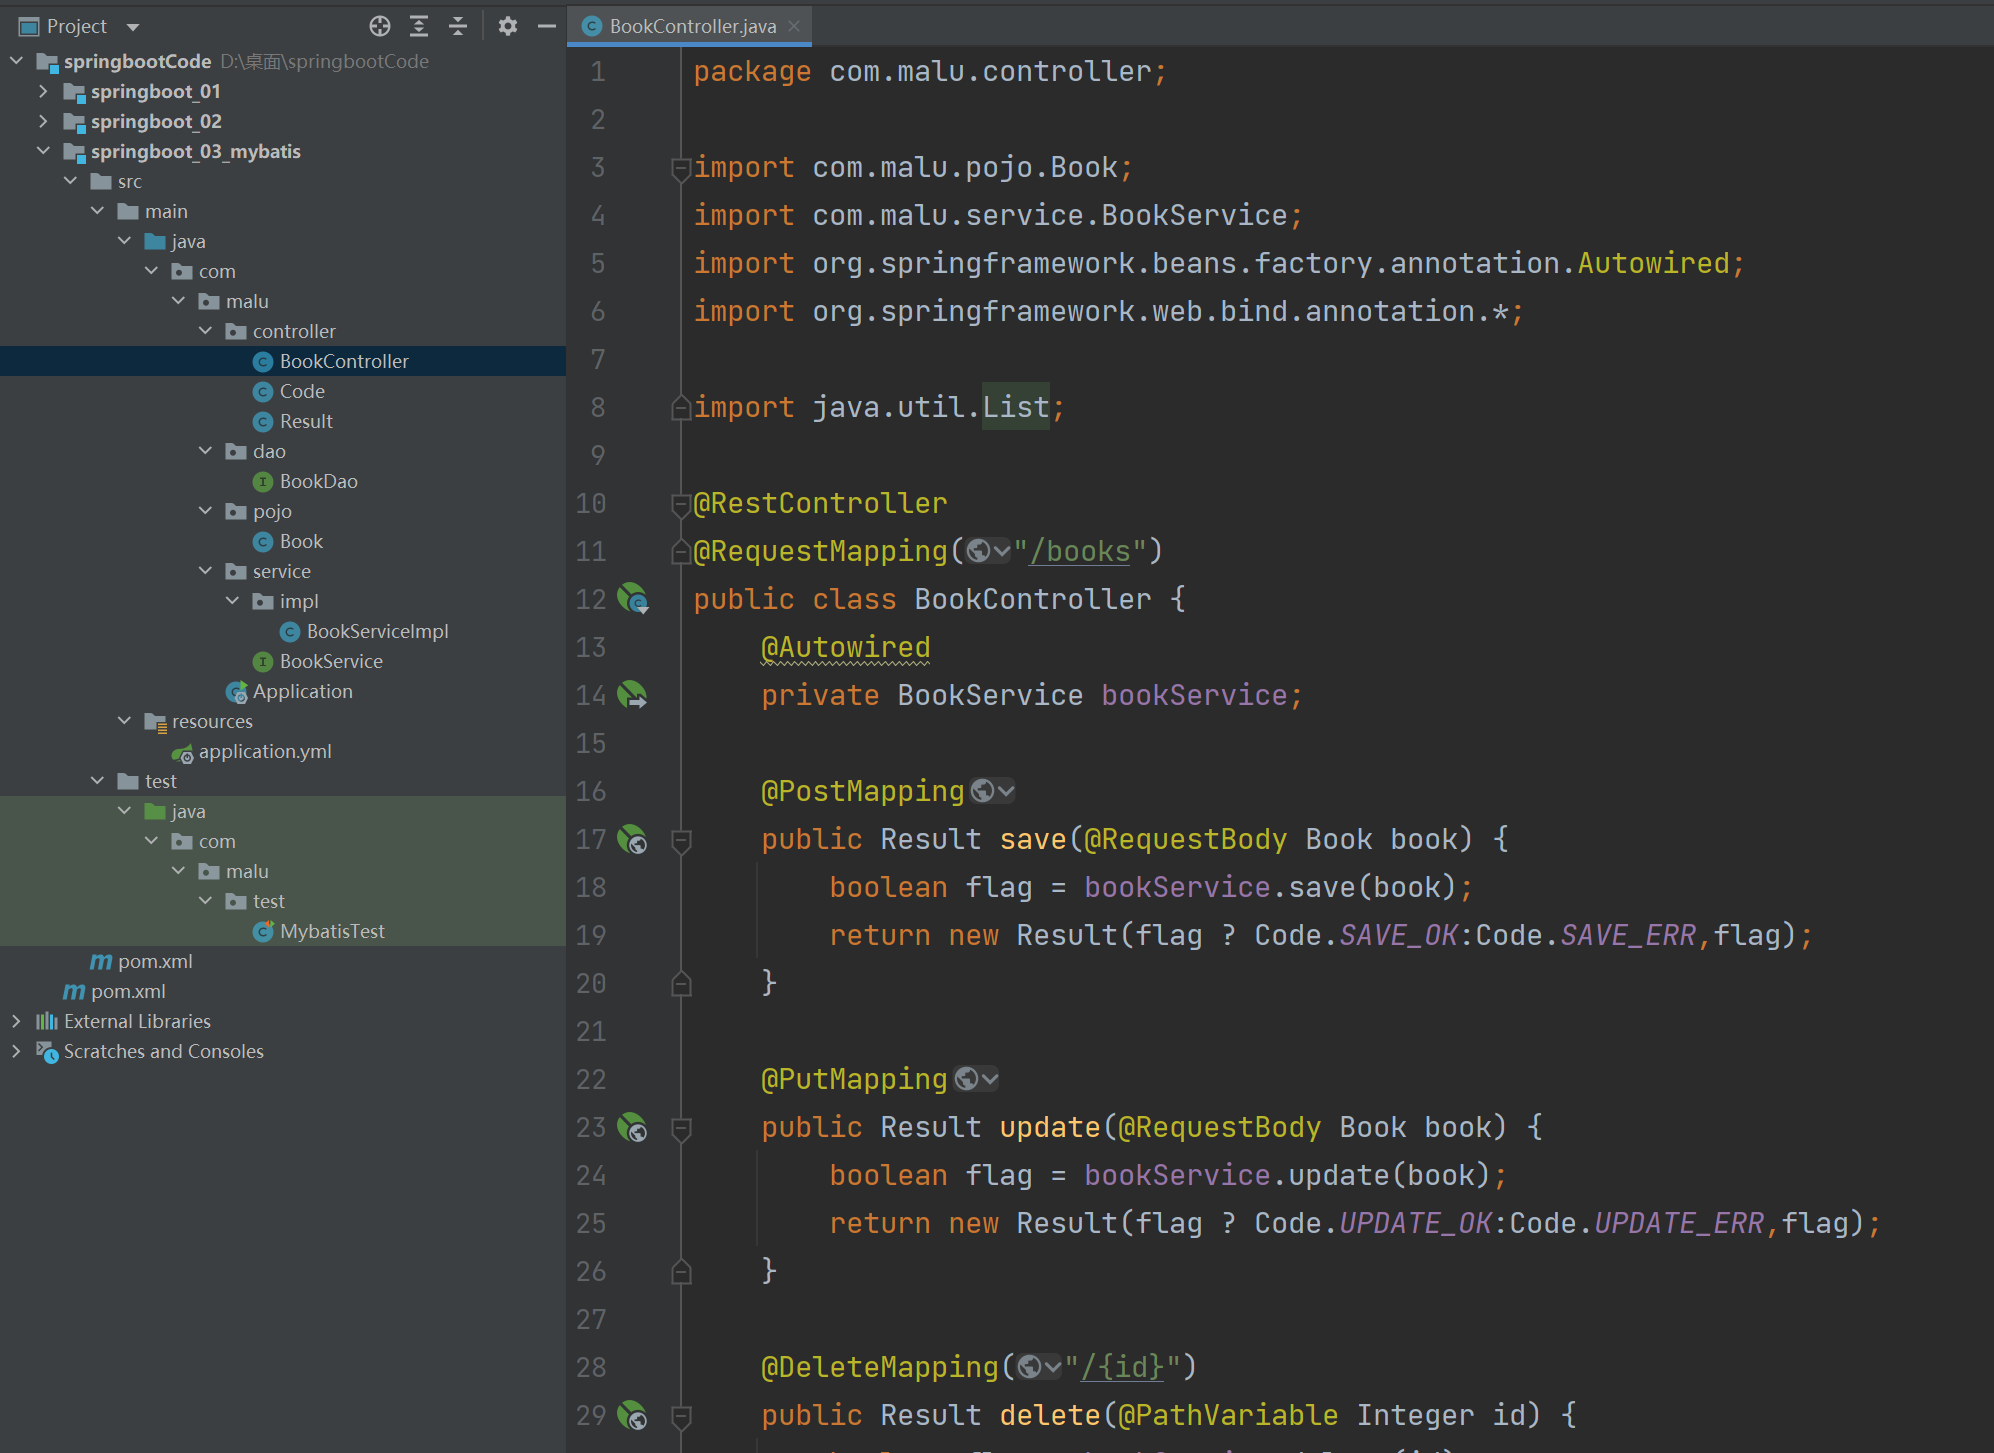 Project
springbootCode D:\桌面\springbootCode
springboot_01
springboot_02
springboot_03_mybatis
src
main
java
com
malu
controller
BookController
Code
Result
dao
BookDao
pojo
Book
service
impl
BookServiceImpl
BookService
Application
resources
application.yml
test
java
com
malu
test
MybatisTest
pom.xml
pom.xml
External Libraries
Scratches and Consoles
BookController.java
1 package com.malu.controller;
2
3 import com.malu.pojo.Book;
4 import com.malu.service.BookService;
5 import org.springframework.beans.factory.annotation.Autowired;
6 import org.springframework.web.bind.annotation.*;
7
8 import java.util.List;
9
10 @RestController
11 @RequestMapping("/books")
12 public class BookController {
13 @Autowired
14 private BookService bookService;
15
16 @PostMapping
17 public Result save(@RequestBody Book book) {
18 boolean flag = bookService.save(book);
19 return new Result(flag ? Code.SAVE_OK:Code.SAVE_ERR,flag);
20 }
21
22 @PutMapping
23 public Result update(@RequestBody Book book) {
24 boolean flag = bookService.update(book);
25 return new Result(flag ? Code.UPDATE_OK:Code.UPDATE_ERR,flag);
26 }
27
28 @DeleteMapping("/{id}")
29 public Result delete(@PathVariable Integer id) {